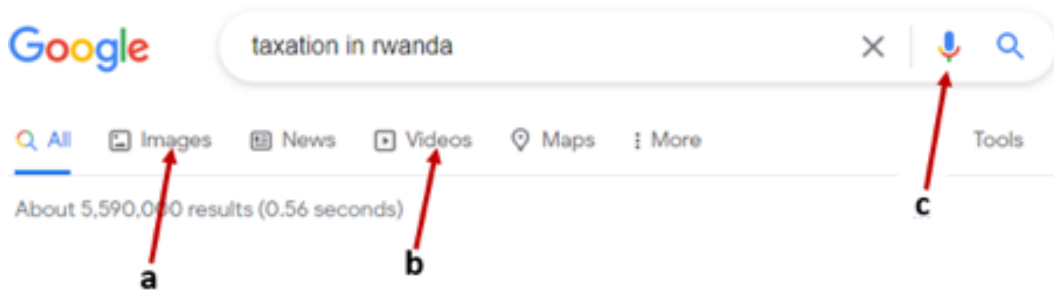 Google taxation in rwanda
All Images News Videos Maps More Tools
About 5,590,000 results (0.56 seconds)
a b c